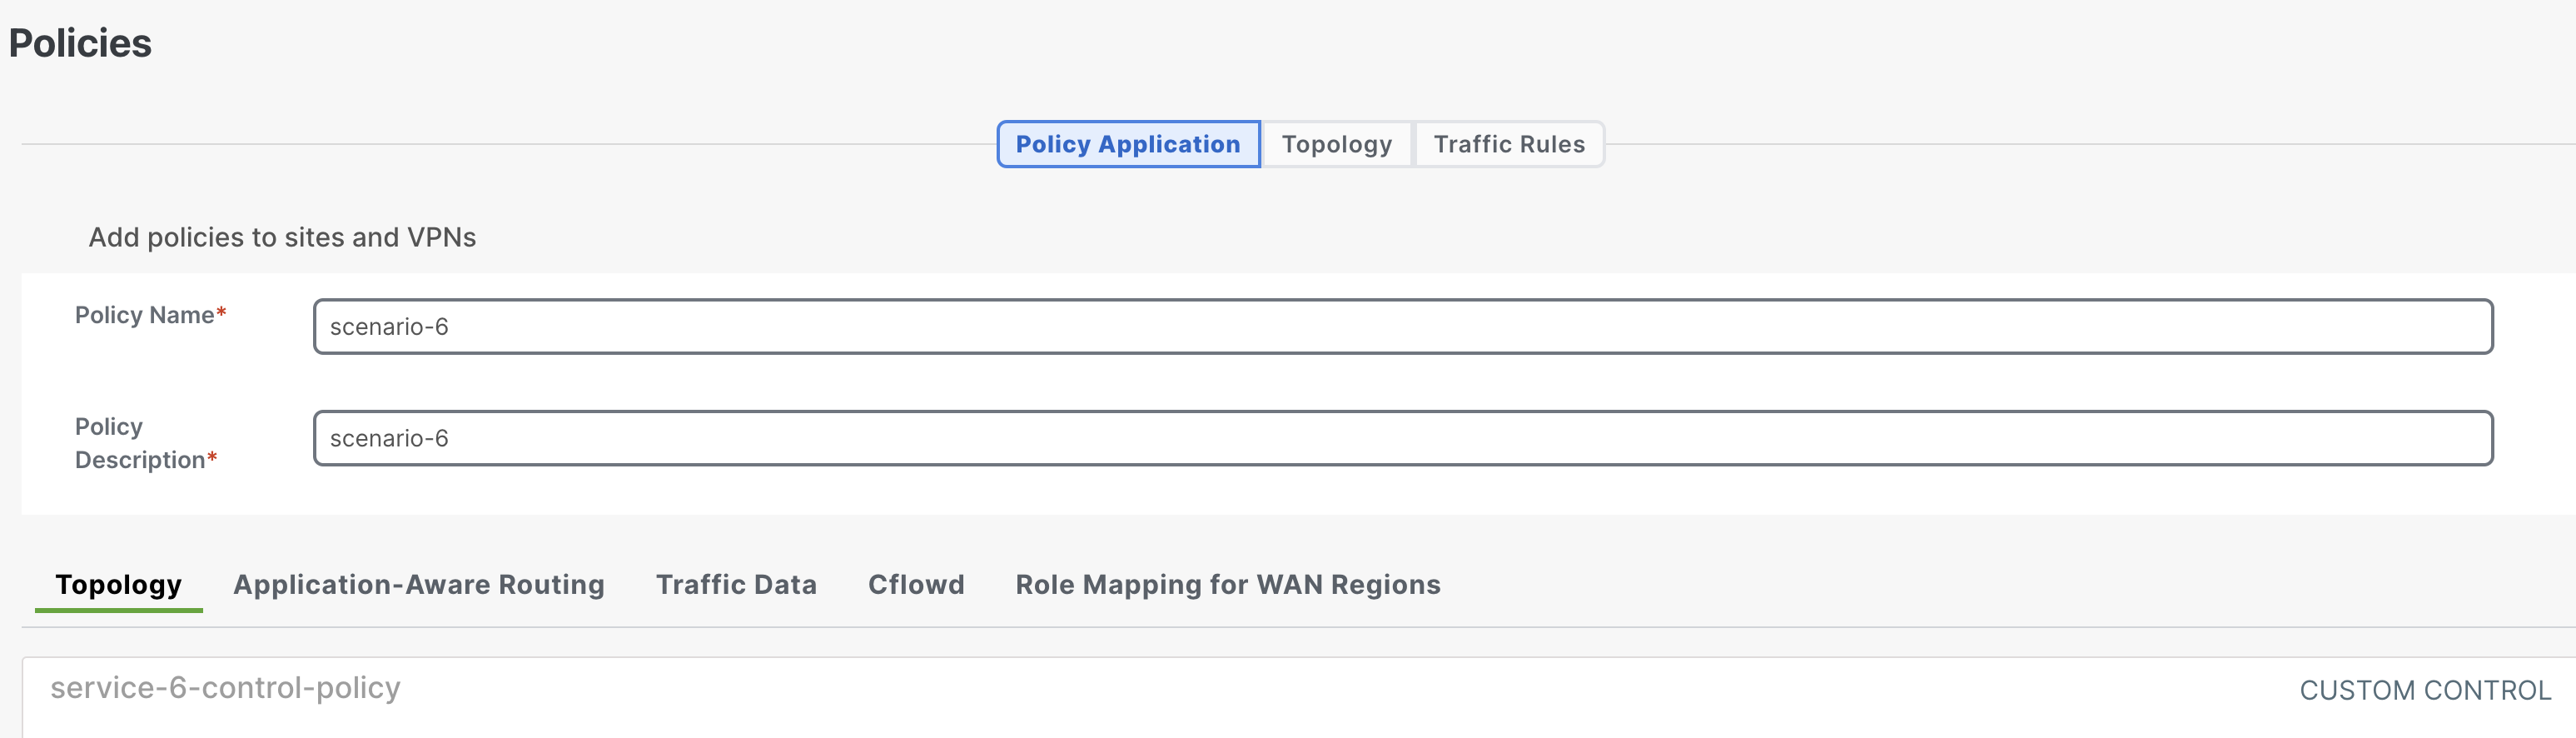 Policies
Policy Application Topology Traffic Rules
Add policies to sites and VPNs
Policy Name* scenario-6
Policy
Description* scenario-6
Topology Application-Aware Routing Traffic Data Cflowd Role Mapping for WAN Regions
service-6-control-policy CUSTOM CONTROL